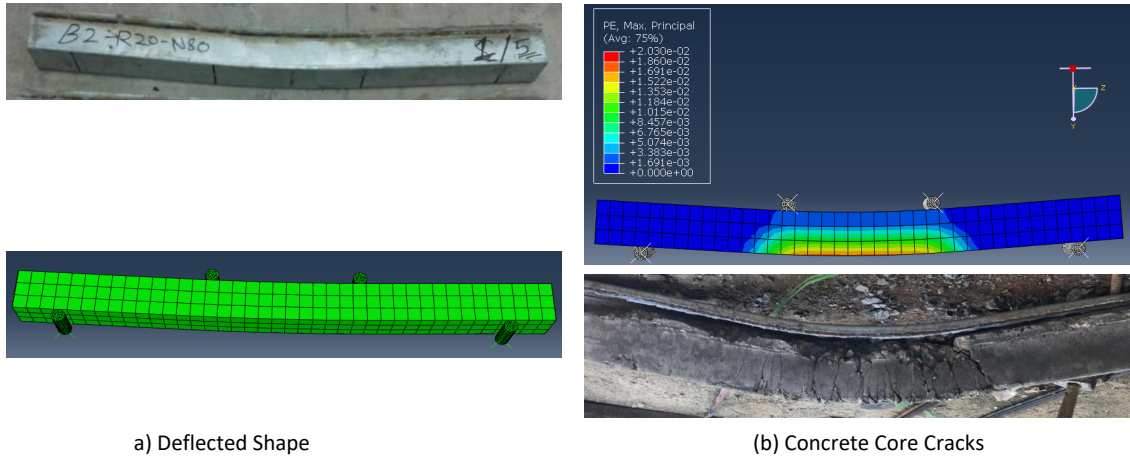 B2-R20-N80
1/5
PE, Max. Principal
(Avg: 75%)
+2.030e-02
+1.860e-02
+1.691e-02
+1.522e-02
+1.353e-02
+1.184e-02
+1.015e-02
+8.457e-03
+6.765e-03
+5.074e-03
+3.383e-03
+1.691e-03
+0.000e+00
Z
Y
a) Deflected Shape
(b) Concrete Core Cracks